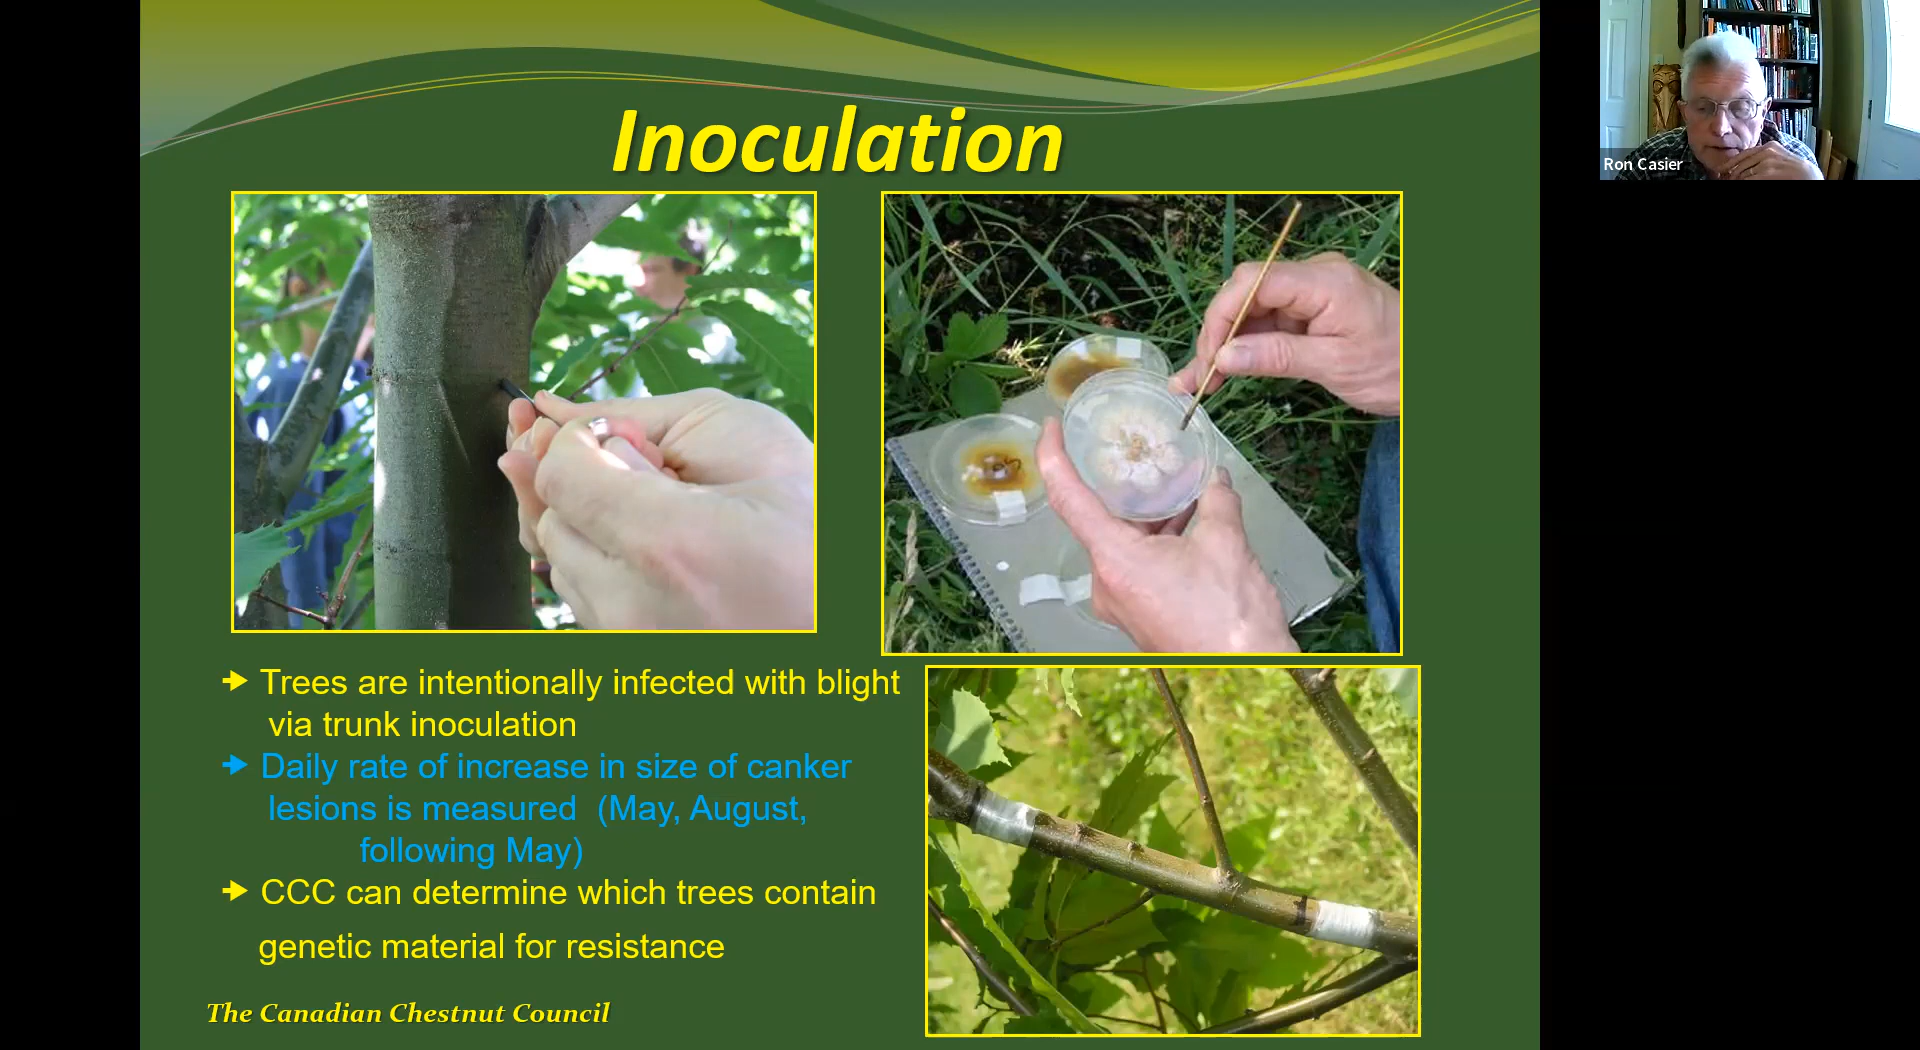 Inoculation
Ron Casier
Trees are intentionally infected with blight
via trunk inoculation
Daily rate of increase in size of canker
lesions is measured (May, August,
following May)
CCC can determine which trees contain
genetic material for resistance
The Canadian Chestnut Council